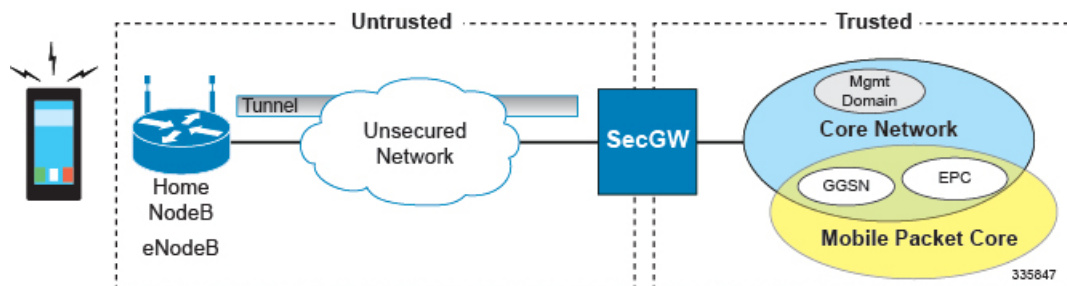 Untrusted
Trusted
Tunnel
Unsecured
Network
Home
NodeB
eNodeB
SecGW
Mgmt
Domain
Core Network
GGSN
EPC
Mobile Packet Core
335847